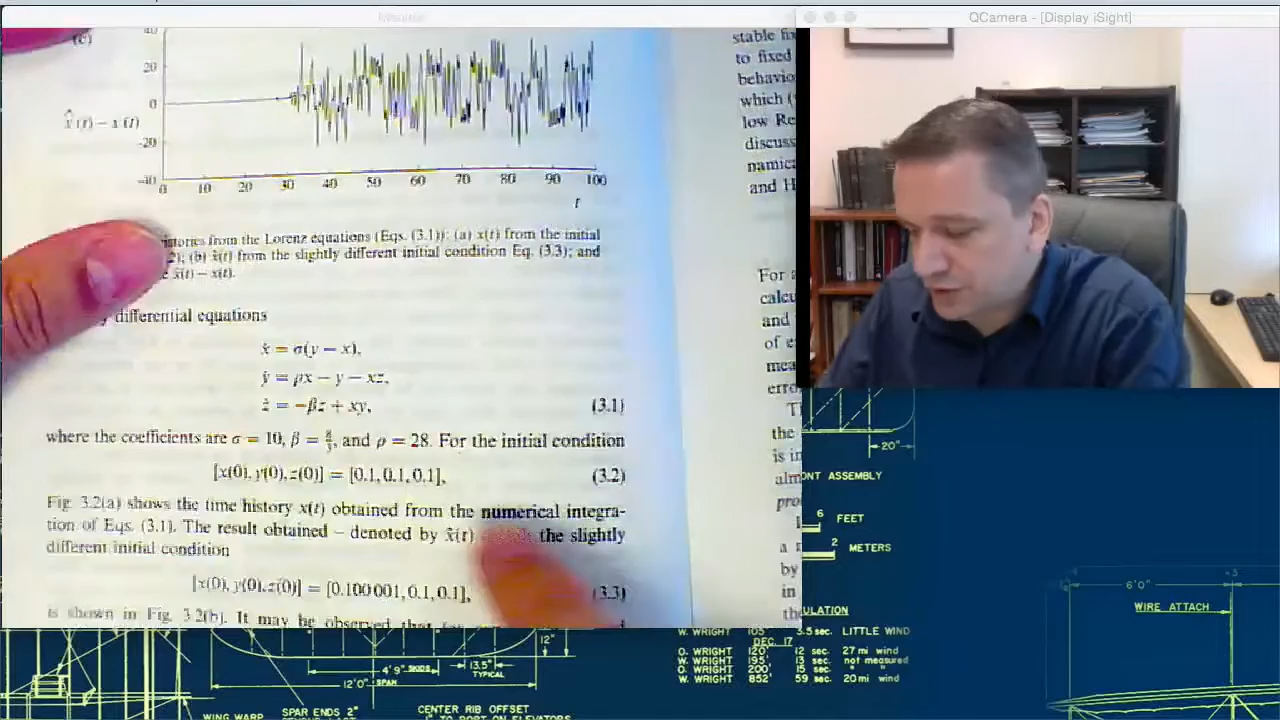 QCamera - [Display iSight]
(c)
40
20
0
-20
-40
x̂(t) − x(t)
0 10 20 30 40 50 60 70 80 90 100
t
istories from the Lorenz equations (Eqs. (3.1)): (a) x(t) from the initial
2); (b) x̂(t) from the slightly different initial condition Eq. (3.3); and
x̂(t) − x(t).
differential equations
ẋ = σ(y − x),
ẏ = ρx − y − xz,
ż = −βz + xy, (3.1)
where the coefficients are σ = 10, β = 8/3, and ρ = 28. For the initial condition
[x(0), y(0), z(0)] = [0.1, 0.1, 0.1], (3.2)
Fig. 3.2(a) shows the time history x(t) obtained from the numerical integra-
tion of Eqs. (3.1). The result obtained – denoted by x̂(t) the slightly
different initial condition
[x(0), y(0), z(0)] = [0.100 001, 0.1, 0.1], (3.3)
is shown in Fig. 3.2(b). It may be observed that
stable fix
to fixed
behavio
which (
low Re
discuss
namica
and H
For a
calcu
and
of e
mea
erro
T
the
is in
alm
pro
a r
by
in
the
20"
ONT ASSEMBLY
6 FEET
2 METERS
ULATION
W. WRIGHT 105' 3.5 sec. LITTLE WIND
DEC. 17
O. WRIGHT 120' 12 sec. 27 mi wind
W. WRIGHT 195' 13 sec. not measured
O. WRIGHT 200' 15 sec. " "
W. WRIGHT 852' 59 sec. 20 mi wind
6'0"
WIRE ATTACH
12"
4'9" SKIDS
13.5" TYPICAL
12'0" SPAN
WING WARP
SPAR ENDS 2"
CENTER RIB OFFSET